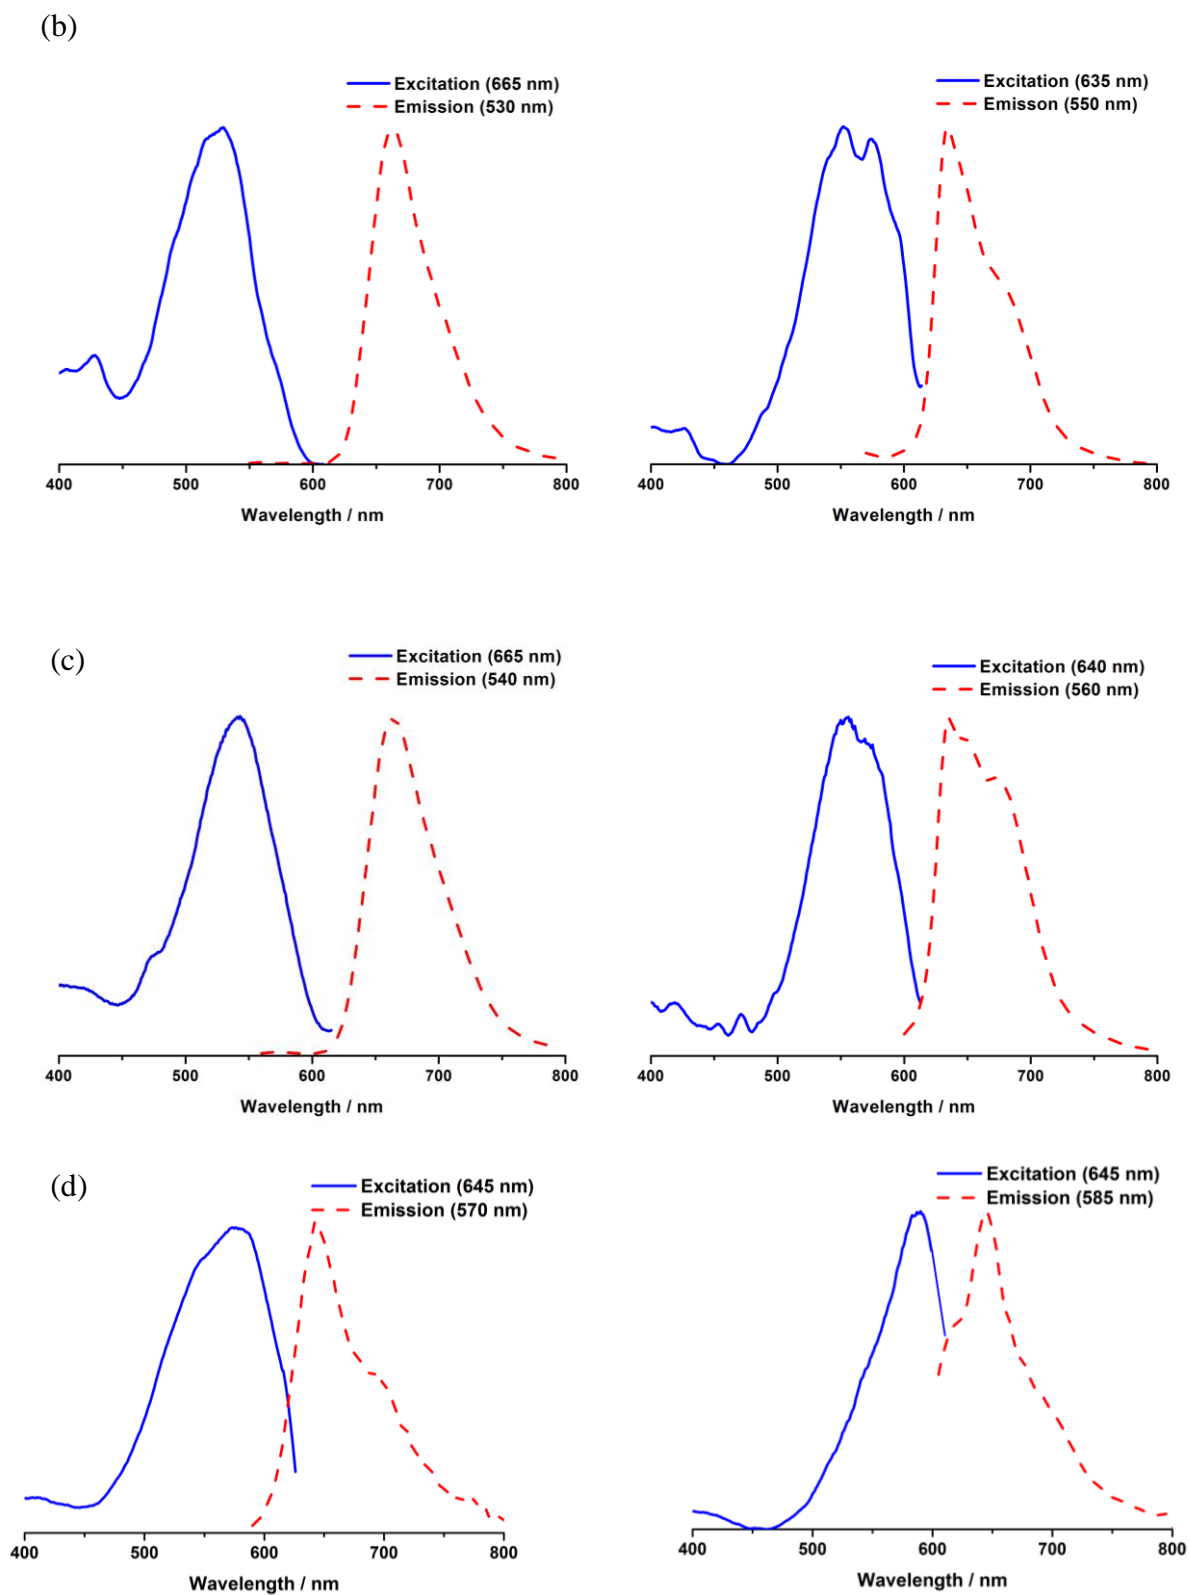 (b)
Excitation (665 nm)
Emission (530 nm)
400 500 600 700 800
Wavelength / nm
Excitation (635 nm)
Emisson (550 nm)
400 500 600 700 800
Wavelength / nm
(c)
Excitation (665 nm)
Emission (540 nm)
400 500 600 700 800
Wavelength / nm
Excitation (640 nm)
Emission (560 nm)
400 500 600 700 800
Wavelength / nm
(d)
Excitation (645 nm)
Emission (570 nm)
400 500 600 700 800
Wavelength / nm
Excitation (645 nm)
Emission (585 nm)
400 500 600 700 800
Wavelength / nm